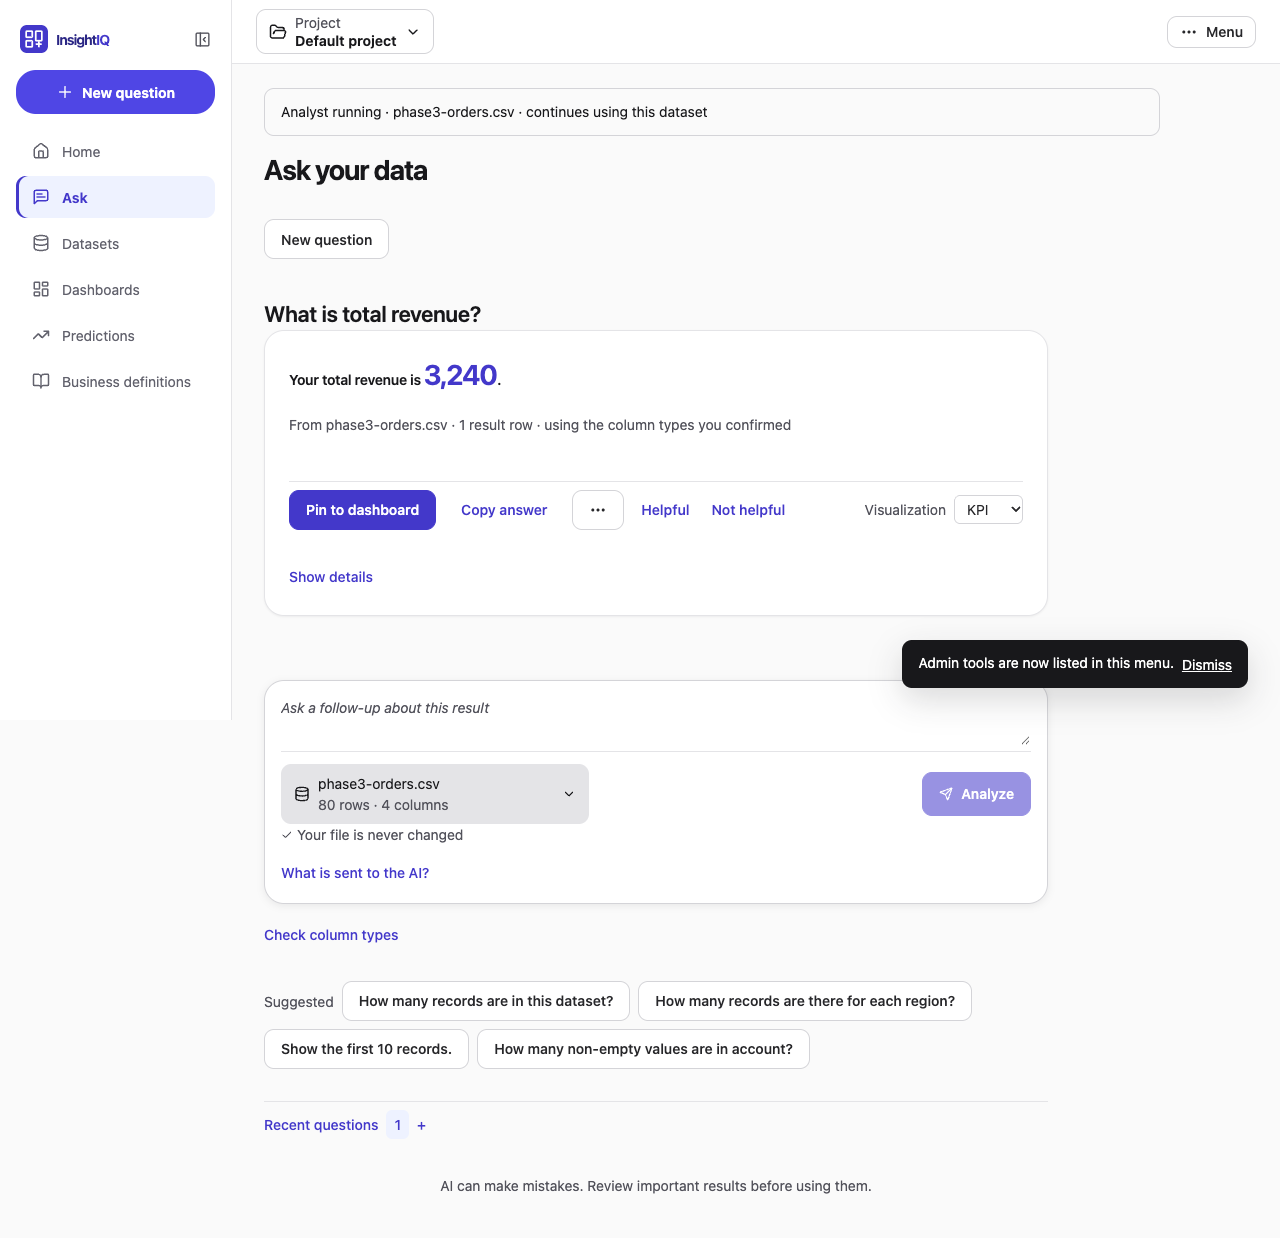 InsightIQ
New question
Home
Ask
Datasets
Dashboards
Predictions
Business definitions
Project
Default project
Menu
Analyst running · phase3-orders.csv · continues using this dataset
Ask your data
New question
What is total revenue?
Your total revenue is 3,240.
From phase3-orders.csv · 1 result row · using the column types you confirmed
Pin to dashboard
Copy answer
Helpful
Not helpful
Visualization
KPI
Show details
Admin tools are now listed in this menu. Dismiss
Ask a follow-up about this result
phase3-orders.csv
80 rows · 4 columns
Analyze
✓ Your file is never changed
What is sent to the AI?
Check column types
Suggested
How many records are in this dataset?
How many records are there for each region?
Show the first 10 records.
How many non-empty values are in account?
Recent questions 1 +
AI can make mistakes. Review important results before using them.